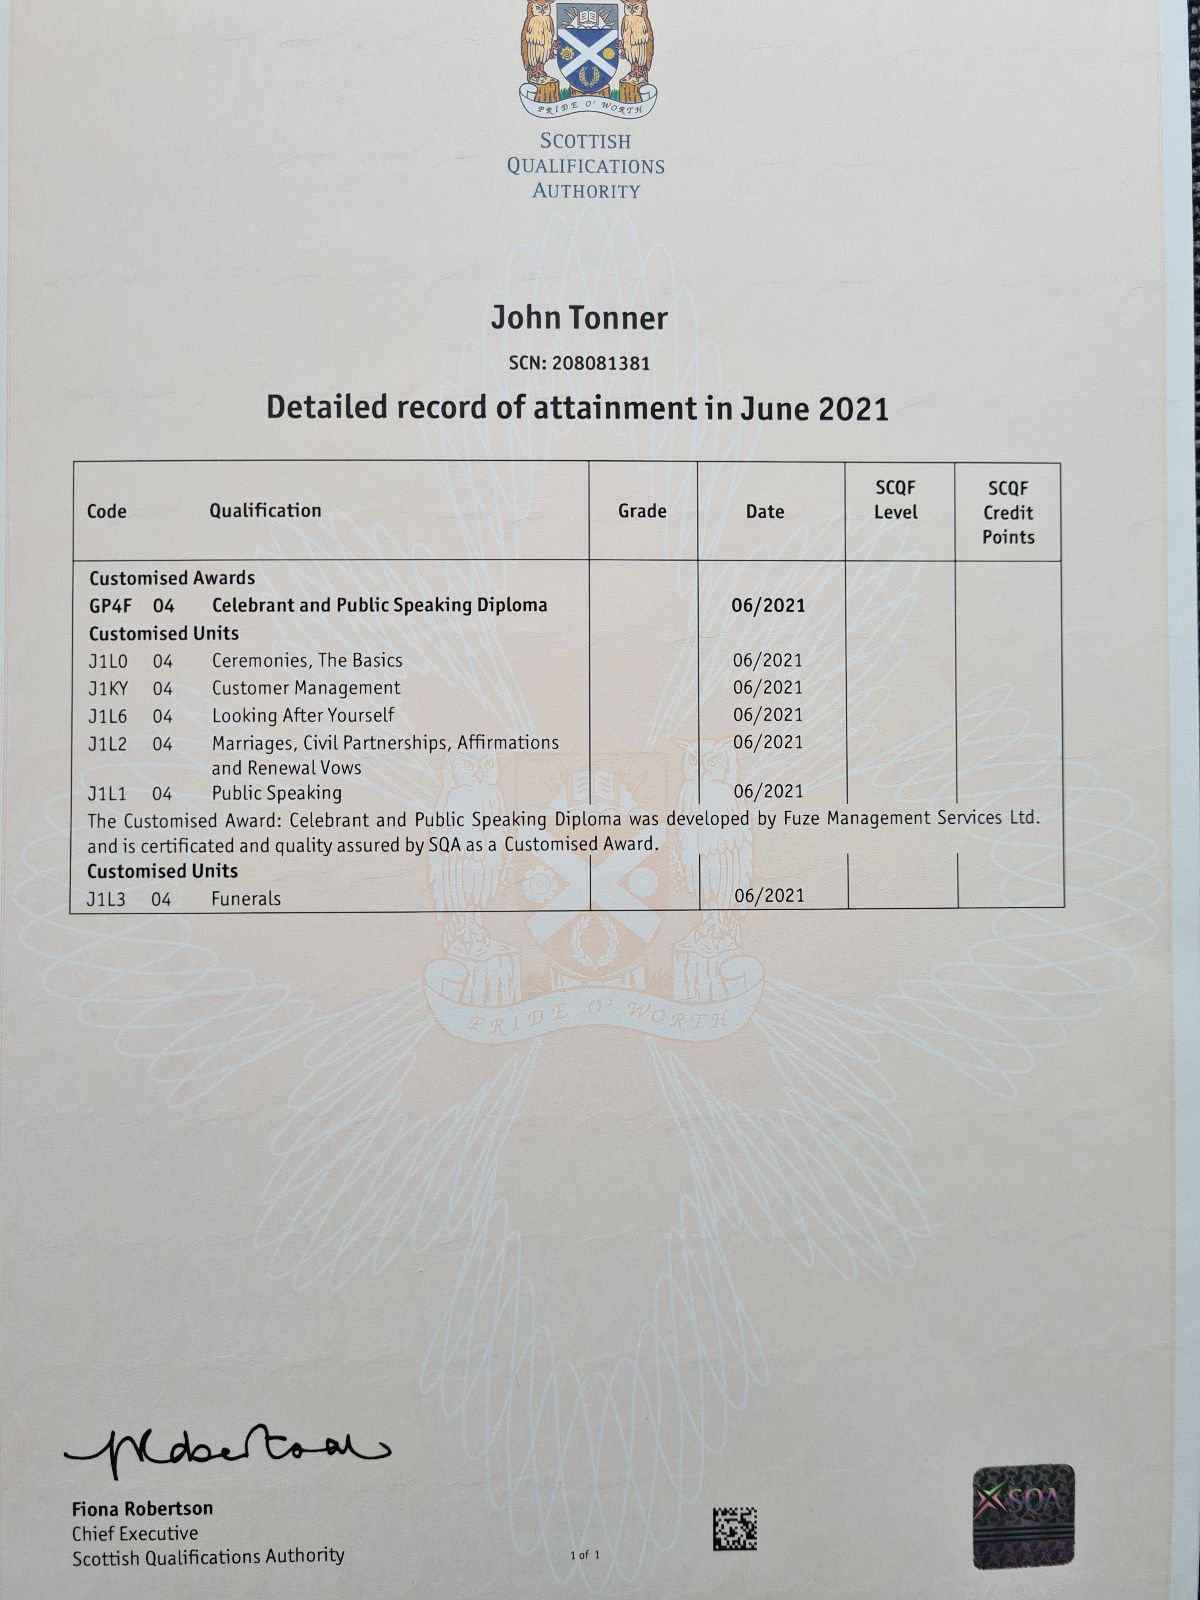 PRIDE O' WORTH
SCOTTISH
QUALIFICATIONS
AUTHORITY
John Tonner
SCN: 208081381
Detailed record of attainment in June 2021
Code Qualification Grade Date SCQF Level SCQF Credit Points
Customised Awards
GP4F 04 Celebrant and Public Speaking Diploma 06/2021
Customised Units
J1L0 04 Ceremonies, The Basics 06/2021
J1KY 04 Customer Management 06/2021
J1L6 04 Looking After Yourself 06/2021
J1L2 04 Marriages, Civil Partnerships, Affirmations 06/2021
and Renewal Vows
J1L1 04 Public Speaking 06/2021
The Customised Award: Celebrant and Public Speaking Diploma was developed by Fuze Management Services Ltd.
and is certificated and quality assured by SQA as a Customised Award.
Customised Units
J1L3 04 Funerals 06/2021
PRIDE O' WORTH
Fiona Robertson
Chief Executive
Scottish Qualifications Authority
1 of 1
SQA